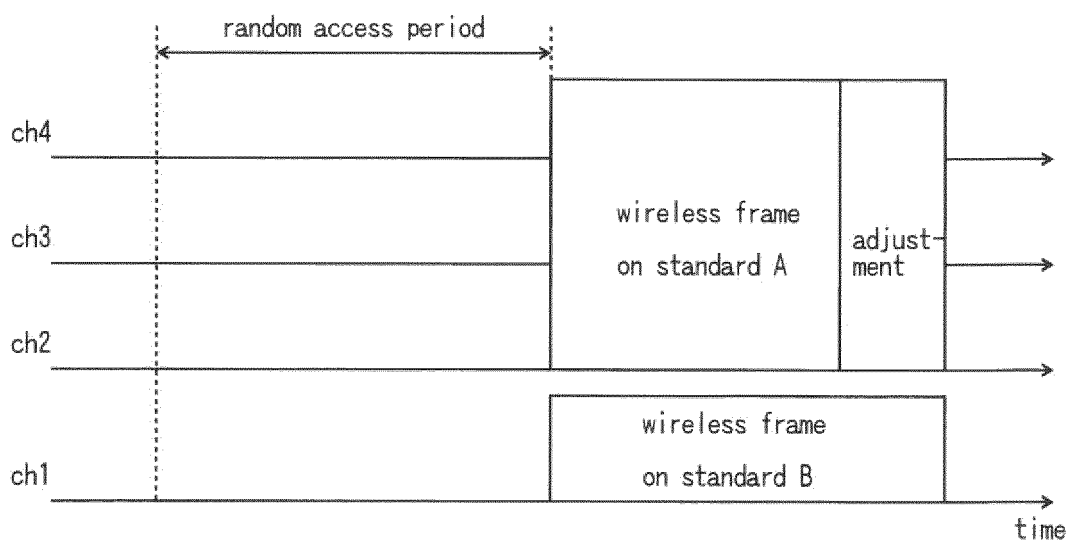 random access period
ch4
wireless frame
ch3
adjust-
on standard A
ment
ch2
wireless frame
on standard B
ch1
time